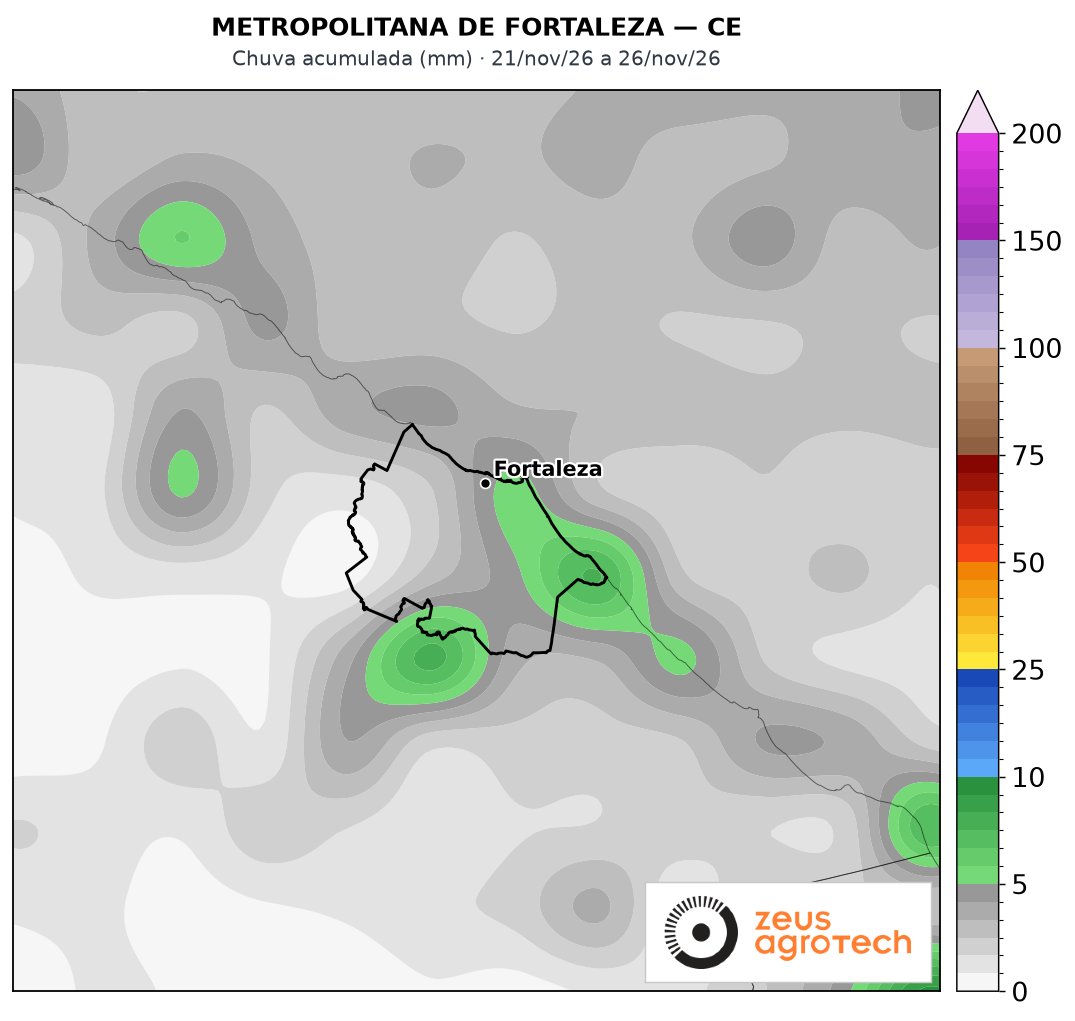 METROPOLITANA DE FORTALEZA — CE
Chuva acumulada (mm) · 21/nov/26 a 26/nov/26
Fortaleza
200
150
100
75
50
25
10
5
0
zeus
agrotech